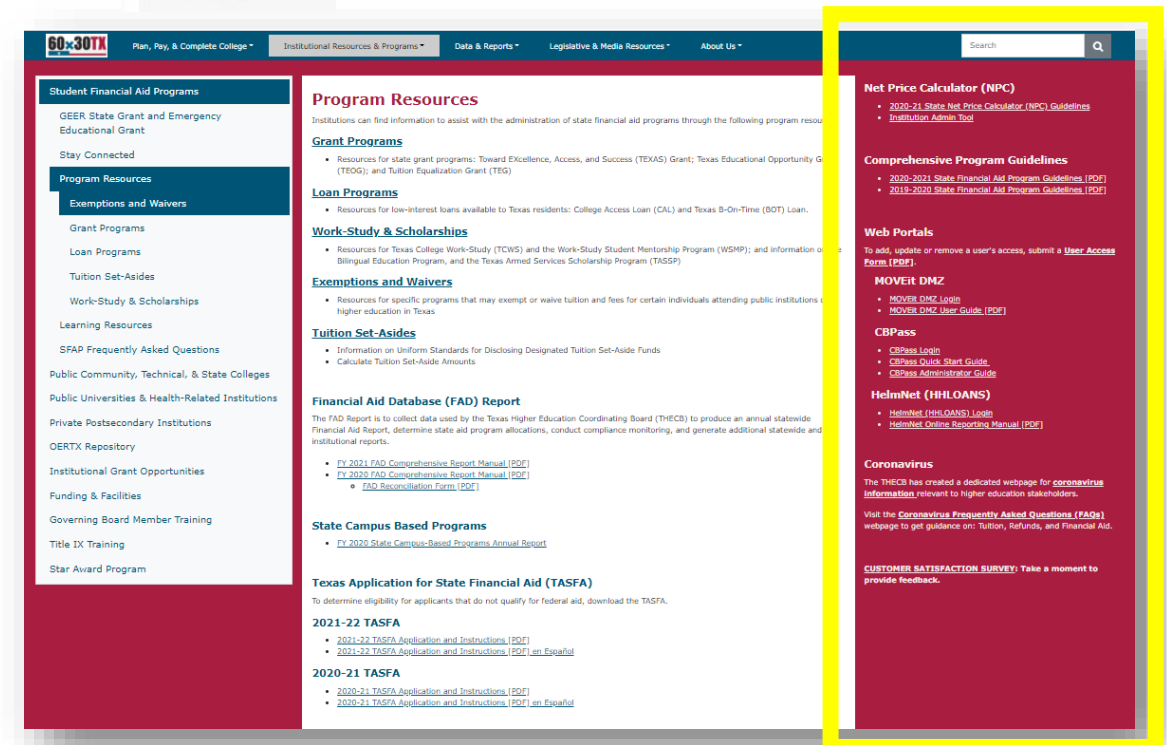 60x30TX
Plan, Pay, & Complete College
Institutional Resources & Programs
Data & Reports
Legislative & Media Resources
About Us
Search
Student Financial Aid Programs
GEER State Grant and Emergency
Educational Grant
Stay Connected
Program Resources
Exemptions and Waivers
Grant Programs
Loan Programs
Tuition Set-Asides
Work-Study & Scholarships
Learning Resources
SFAP Frequently Asked Questions
Public Community, Technical, & State Colleges
Public Universities & Health-Related Institutions
Private Postsecondary Institutions
OERTX Repository
Institutional Grant Opportunities
Funding & Facilities
Governing Board Member Training
Title IX Training
Star Award Program
Program Resources
Institutions can find information to assist with the administration of state financial aid programs through the following program
Grant Programs
• Resources for state grant programs: Toward EXcellence, Access, and Success (TEXAS) Grant; Texas Educational Opportunity
(TEOG); and Tuition Equalization Grant (TEG)
Loan Programs
• Resources for low-interest loans available to Texas residents: College Access Loan (CAL) and Texas B-On-Time (BOT) Loan.
Work-Study & Scholarships
• Resources for Texas College Work-Study (TCWS) and the Work-Study Student Mentorship Program (WSMP); and information
Bilingual Education Program, and the Texas Armed Services Scholarship Program (TASSP)
Exemptions and Waivers
• Resources for specific programs that may exempt or waive tuition and fees for certain individuals attending public institutions
higher education in Texas
Tuition Set-Asides
• Information on Uniform Standards for Disclosing Designated Tuition Set-Aside Funds
• Calculate Tuition Set-Aside Amounts
Financial Aid Database (FAD) Report
The FAD Report is to collect data used by the Texas Higher Education Coordinating Board (THECB) to produce an annual statewide
Financial Aid Report, determine state aid program allocations, conduct compliance monitoring, and generate additional statewide and
institutional reports.
• FY 2021 FAD Comprehensive Report Manual [PDF]
• FY 2020 FAD Comprehensive Report Manual [PDF]
FAD Reconciliation Form [PDF]
State Campus Based Programs
• FY 2020 State Campus-Based Programs Annual Report
Texas Application for State Financial Aid (TASFA)
To determine eligibility for applicants that do not qualify for federal aid, download the TASFA.
2021-22 TASFA
• 2021-22 TASFA Application and Instructions [PDF]
• 2021-22 TASFA Application and Instructions [PDF] en Español
2020-21 TASFA
• 2020-21 TASFA Application and Instructions [PDF]
• 2020-21 TASFA Application and Instructions [PDF] en Español
Net Price Calculator (NPC)
• 2020-21 State Net Price Calculator (NPC) Guidelines
• Institution Admin Tool
Comprehensive Program Guidelines
• 2020-2021 State Financial Aid Program Guidelines [PDF]
• 2019-2020 State Financial Aid Program Guidelines [PDF]
Web Portals
To add, update or remove a user's access, submit a User Access
Form [PDF].
MOVEit DMZ
• MOVEit DMZ Login
• MOVEit DMZ User Guide [PDF]
CBPass
• CBPass Login
• CBPass Quick Start Guide
• CBPass Administrator Guide
HelmNet (HHLOANS)
• HelmNet (HHLOANS) Login
• HelmNet Online Reporting Manual [PDF]
Coronavirus
The THECB has created a dedicated webpage for coronavirus
information relevant to higher education stakeholders.
Visit the Coronavirus Frequently Asked Questions (FAQs)
webpage to get guidance on: Tuition, Refunds, and Financial Aid.
CUSTOMER SATISFACTION SURVEY: Take a moment to
provide feedback.